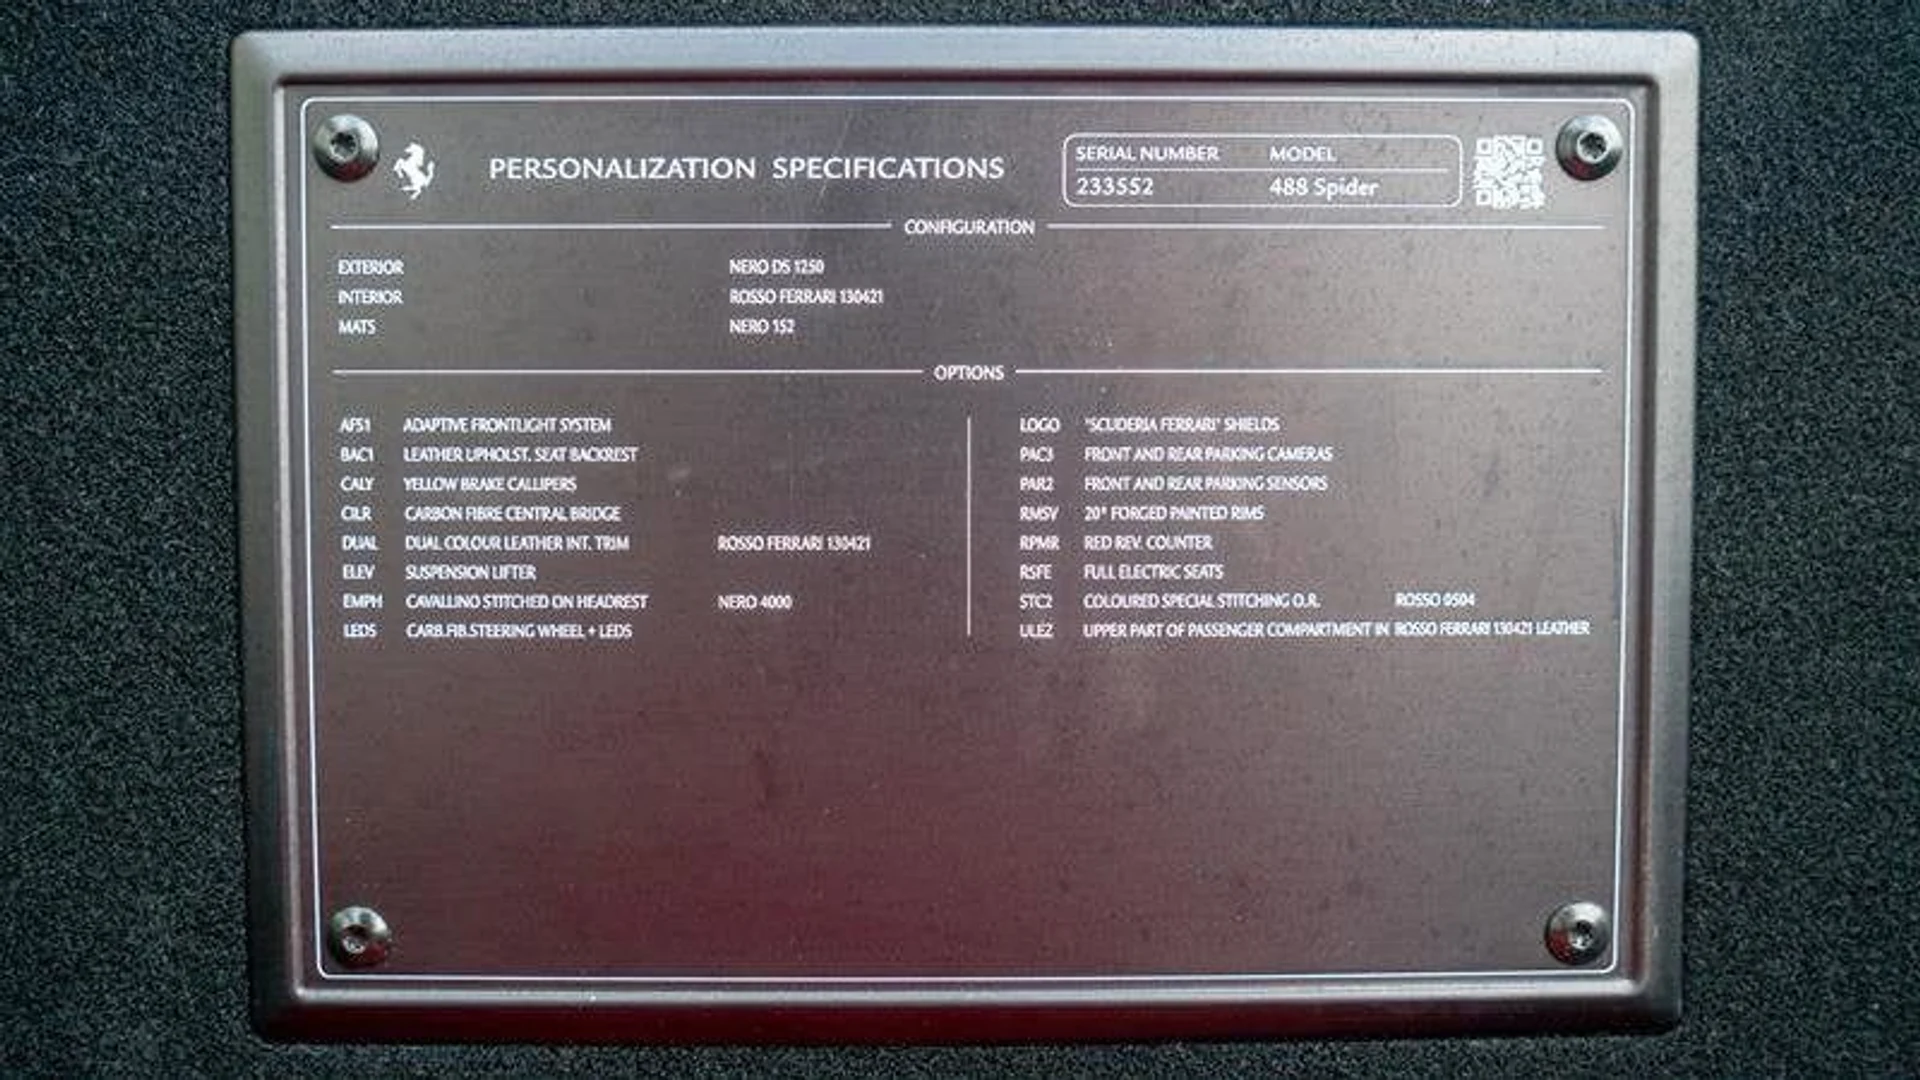 PERSONALIZATION SPECIFICATIONS
SERIAL NUMBER MODEL
233552 488 Spider
CONFIGURATION
EXTERIOR NERO DS 1250
INTERIOR ROSSO FERRARI 130421
MATS NERO 152
OPTIONS
AFS1 ADAPTIVE FRONTLIGHT SYSTEM
BAC1 LEATHER UPHOLST. SEAT BACKREST
CALY YELLOW BRAKE CALLIPERS
CILR CARBON FIBRE CENTRAL BRIDGE
DUAL DUAL COLOUR LEATHER INT. TRIM ROSSO FERRARI 130421
ELEV SUSPENSION LIFTER
EMPH CAVALLINO STITCHED ON HEADREST NERO 4000
LEDS CARB.FIB.STEERING WHEEL + LEDS
LOGO "SCUDERIA FERRARI" SHIELDS
PAC3 FRONT AND REAR PARKING CAMERAS
PAR2 FRONT AND REAR PARKING SENSORS
RMSV 20" FORGED PAINTED RIMS
RPMR RED REV. COUNTER
RSFE FULL ELECTRIC SEATS
STC2 COLOURED SPECIAL STITCHING O.R. ROSSO 0504
ULEZ UPPER PART OF PASSENGER COMPARTMENT IN ROSSO FERRARI 130421 LEATHER